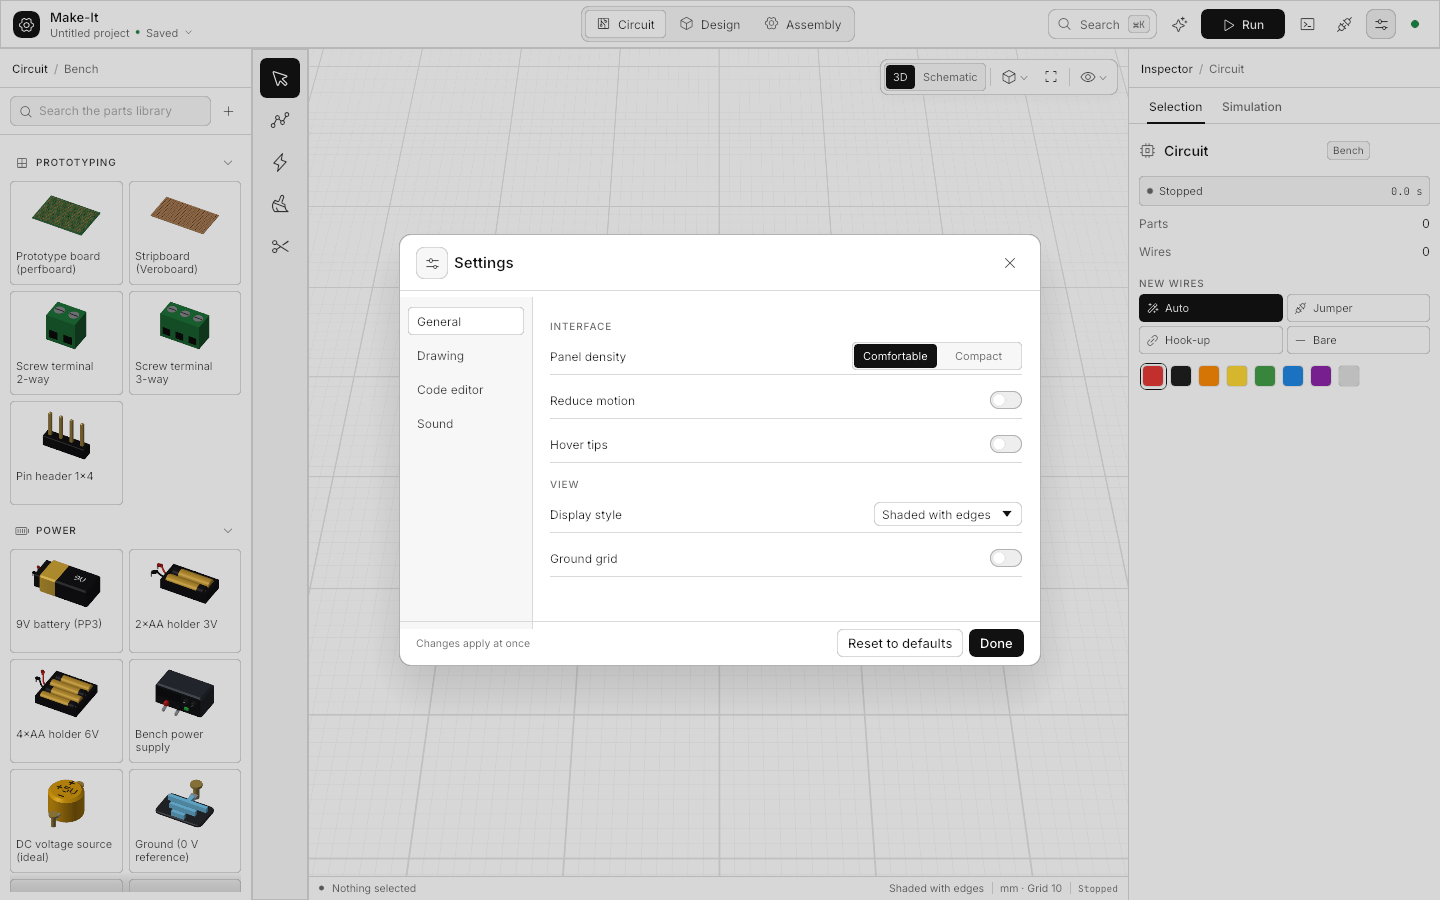 Make-It
Untitled project • Saved
Circuit
Design
Assembly
Search ⌘K
Run
Circuit / Bench
Search the parts library
PROTOTYPING
Prototype board
(perfboard)
Stripboard
(Veroboard)
Screw terminal
2-way
Screw terminal
3-way
Pin header 1×4
POWER
9V
9V battery (PP3)
2×AA holder 3V
4×AA holder 6V
Bench power
supply
+5V
DC voltage source
(ideal)
Ground (0 V
reference)
3D
Schematic
Settings
General
Drawing
Code editor
Sound
INTERFACE
Panel density
Comfortable
Compact
Reduce motion
Hover tips
VIEW
Display style
Shaded with edges
Ground grid
Changes apply at once
Reset to defaults
Done
Nothing selected
Shaded with edges
mm · Grid 10
Stopped
Inspector / Circuit
Selection
Simulation
Circuit
Bench
Stopped
0.0 s
Parts 0
Wires 0
NEW WIRES
Auto
Jumper
Hook-up
Bare